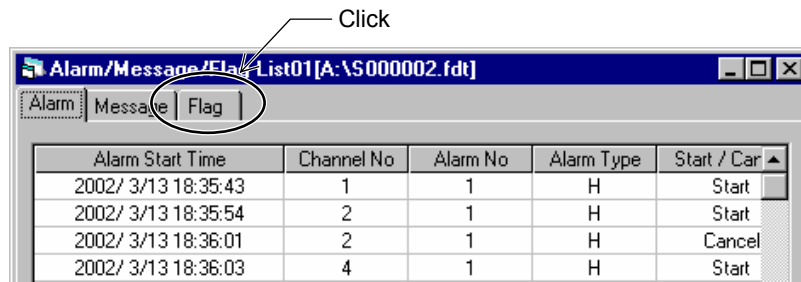 Click
Alarm/Message/Flag List01[A:\S000002.fdt]
Alarm Message Flag
Alarm Start Time Channel No Alarm No Alarm Type Start / Can
2002/ 3/13 18:35:43 1 1 H Start
2002/ 3/13 18:35:54 2 1 H Start
2002/ 3/13 18:36:01 2 1 H Cancel
2002/ 3/13 18:36:03 4 1 H Start